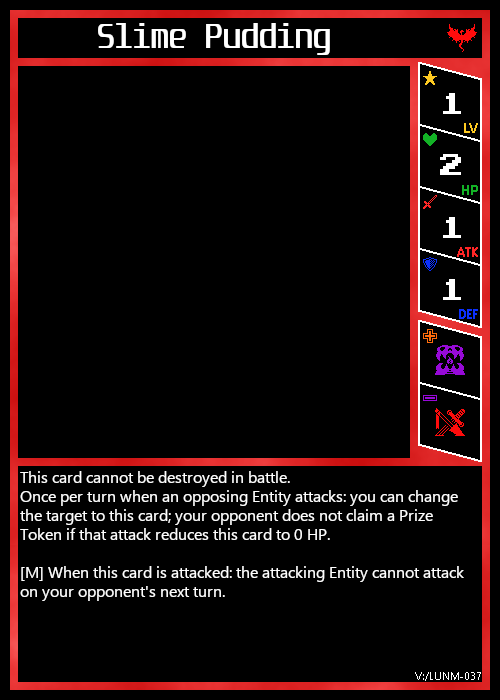 Slime Pudding
1
LV
2
HP
1
ATK
1
DEF
This card cannot be destroyed in battle.
Once per turn when an opposing Entity attacks: you can change
the target to this card; your opponent does not claim a Prize
Token if that attack reduces this card to 0 HP.
[M] When this card is attacked: the attacking Entity cannot attack
on your opponent's next turn.
V:/LUNM-037